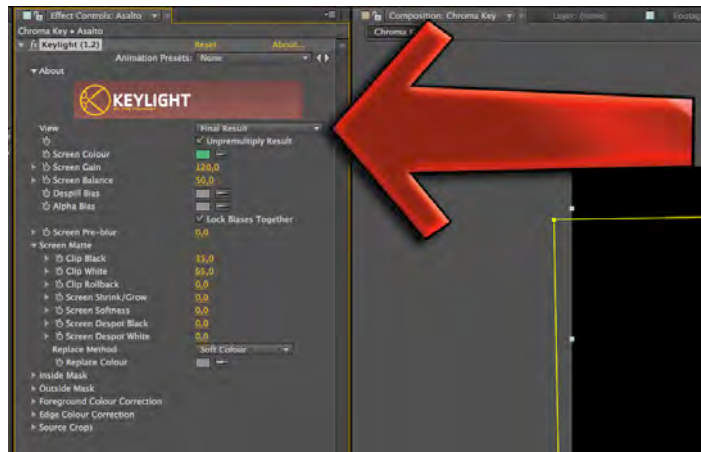 Effect Controls: Asalto
Composition: Chroma Key
Layer: (none)
Footag
Chroma Key • Asalto
Chroma K
fx Keylight (1.2) Reset About...
Animation Presets: None
About
KEYLIGHT
View Final Result
Unpremultiply Result
Screen Colour
Screen Gain 120,0
Screen Balance 50,0
Despill Bias
Alpha Bias
Lock Biases Together
Screen Pre-blur 0,0
Screen Matte
Clip Black
Clip White
Clip Rollback 0,0
Screen Shrink/Grow 0,0
Screen Softness 0,0
Screen Despot Black 0,0
Screen Despot White 0,0
Replace Method Soft Colour
Replace Colour
Inside Mask
Outside Mask
Foreground Colour Correction
Edge Colour Correction
Source Crops